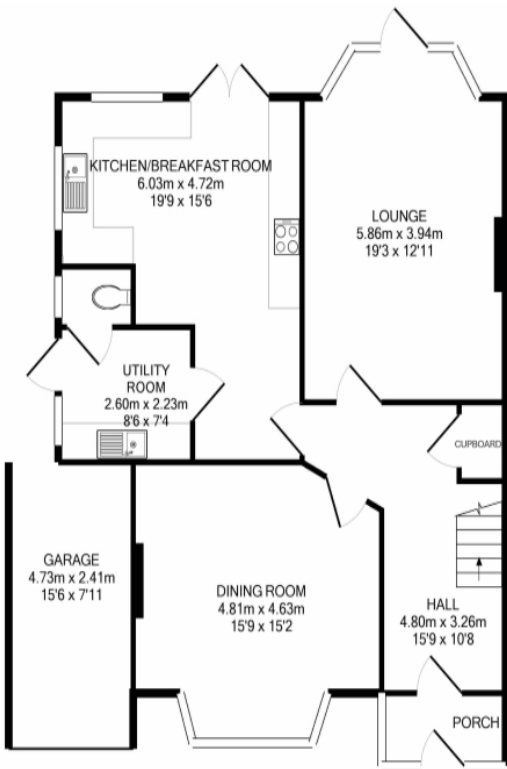 KITCHEN/BREAKFAST ROOM
6.03m x 4.72m
19'9 x 15'6
LOUNGE
5.86m x 3.94m
19'3 x 12'11
UTILITY
ROOM
2.60m x 2.23m
8'6 x 7'4
CUPBOARD
GARAGE
4.73m x 2.41m
15'6 x 7'11
DINING ROOM
4.81m x 4.63m
15'9 x 15'2
HALL
4.80m x 3.26m
15'9 x 10'8
PORCH